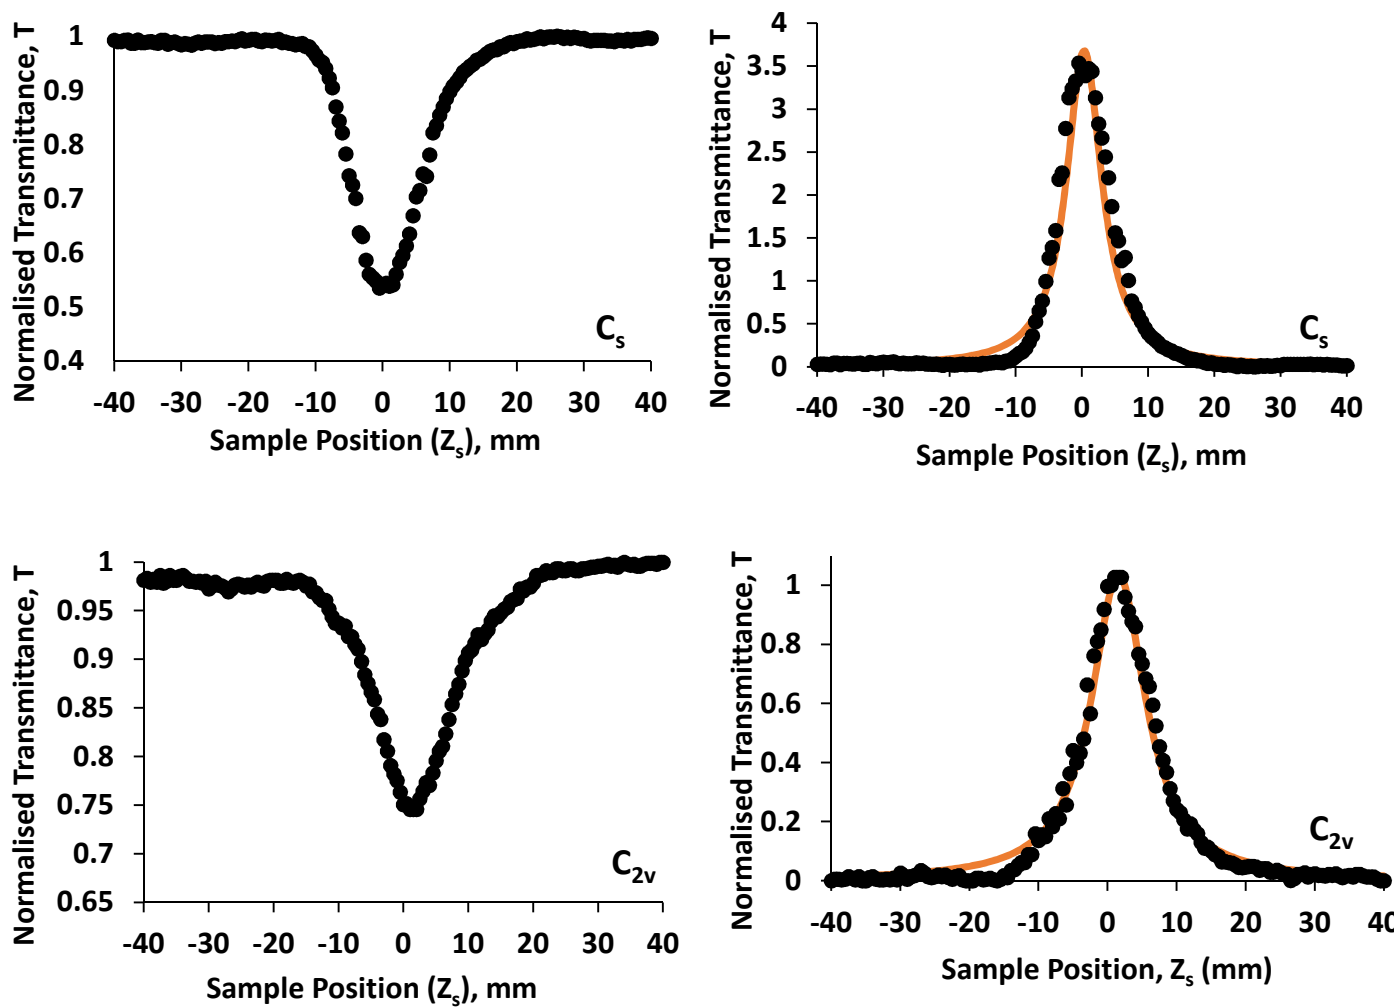 Normalised Transmittance, T
1
0.9
0.8
0.7
0.6
0.5
0.4
-40 -30 -20 -10 0 10 20 30 40
Sample Position (Zs), mm
Cs
Normalised Transmittance, T
4
3.5
3
2.5
2
1.5
1
0.5
0
-40 -30 -20 -10 0 10 20 30 40
Sample Position (Zs), mm
Cs
Normalised Transmittance, T
1
0.95
0.9
0.85
0.8
0.75
0.7
0.65
-40 -30 -20 -10 0 10 20 30 40
Sample Position (Zs), mm
C2v
Normalised Transmittance, T
1
0.8
0.6
0.4
0.2
0
-40 -30 -20 -10 0 10 20 30 40
Sample Position, Zs (mm)
C2v